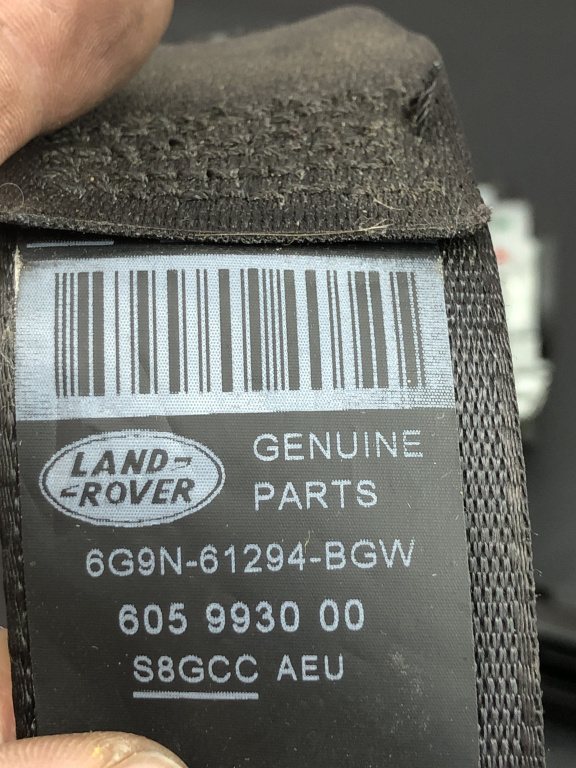 LAND-
-ROVER
GENUINE
PARTS
6G9N-61294-BGW
605 9930 00
S8GCC AEU